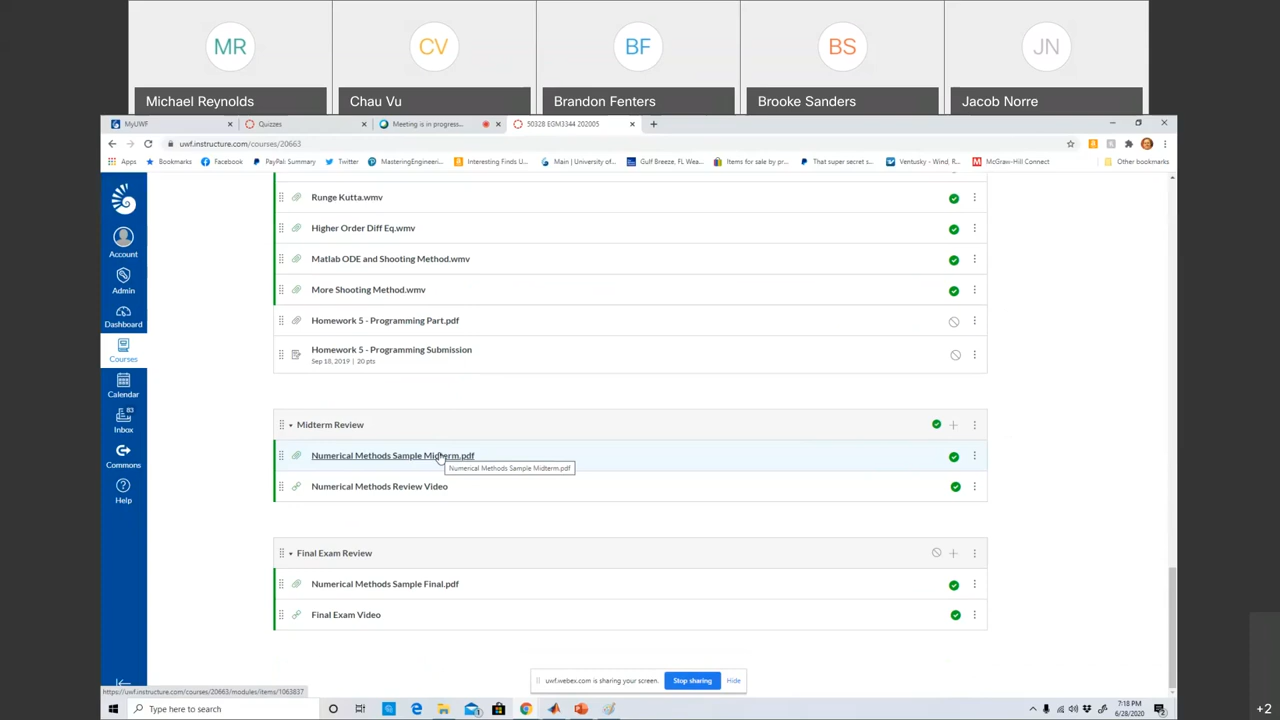 MR
CV
BF
BS
JN
Michael Reynolds
Chau Vu
Brandon Fenters
Brooke Sanders
Jacob Norre
MyUWF
Quizzes
Meeting is in progress...
50328 EGM3344 202005
uwf.instructure.com/courses/20663
Apps
Bookmarks
Facebook
PayPal: Summary
Twitter
MasteringEngineeri...
Interesting Finds U...
Main | University of...
Gulf Breeze, FL Wea...
Items for sale by pr...
That super secret s...
Ventusky - Wind, R...
McGraw-Hill Connect
Other bookmarks
Account
Admin
Dashboard
Courses
Calendar
83
Inbox
Commons
Help
Runge Kutta.wmv
Higher Order Diff Eq.wmv
Matlab ODE and Shooting Method.wmv
More Shooting Method.wmv
Homework 5 - Programming Part.pdf
Homework 5 - Programming Submission
Sep 18, 2019 | 20 pts
Midterm Review
Numerical Methods Sample Midterm.pdf
Numerical Methods Sample Midterm.pdf
Numerical Methods Review Video
Final Exam Review
Numerical Methods Sample Final.pdf
Final Exam Video
uwf.webex.com is sharing your screen.
Stop sharing
Hide
https://uwf.instructure.com/courses/20663/modules/items/1063837
Type here to search
7:18 PM
6/28/2020
2
+2